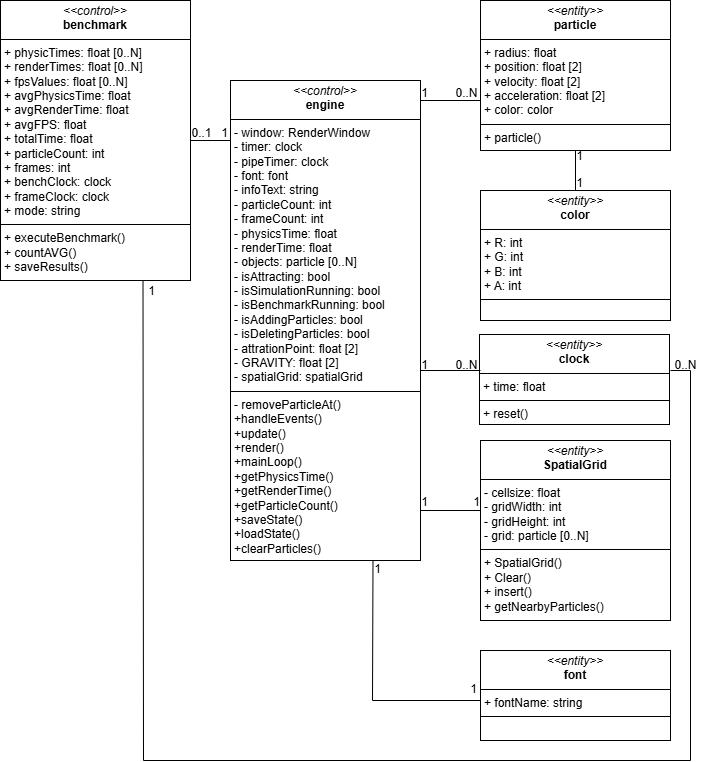 <<control>>
benchmark
+ physicTimes: float [0..N]
+ renderTimes: float [0..N]
+ fpsValues: float [0..N]
+ avgPhysicsTime: float
+ avgRenderTime: float
+ avgFPS: float
+ totalTime: float
+ particleCount: int
+ frames: int
+ benchClock: clock
+ frameClock: clock
+ mode: string
+ executeBenchmark()
+ countAVG()
+ saveResults()
1
0..1
1
<<control>>
engine
- window: RenderWindow
- timer: clock
- pipeTimer: clock
- font: font
- infoText: string
- particleCount: int
- frameCount: int
- physicsTime: float
- renderTime: float
- objects: particle [0..N]
- isAttracting: bool
- isSimulationRunning: bool
- isBenchmarkRunning: bool
- isAddingParticles: bool
- isDeletingParticles: bool
- attrationPoint: float [2]
- GRAVITY: float [2]
- spatialGrid: spatialGrid
- removeParticleAt()
+handleEvents()
+update()
+render()
+mainLoop()
+getPhysicsTime()
+getRenderTime()
+getParticleCount()
+saveState()
+loadState()
+clearParticles()
1
1
0..N
<<entity>>
particle
+ radius: float
+ position: float [2]
+ velocity: float [2]
+ acceleration: float [2]
+ color: color
+ particle()
1
1
<<entity>>
color
+ R: int
+ G: int
+ B: int
+ A: int
1
0..N
<<entity>>
clock
+ time: float
+ reset()
0..N
1
1
<<entity>>
SpatialGrid
- cellsize: float
- gridWidth: int
- gridHeight: int
- grid: particle [0..N]
+ SpatialGrid()
+ Clear()
+ insert()
+ getNearbyParticles()
1
<<entity>>
font
+ fontName: string